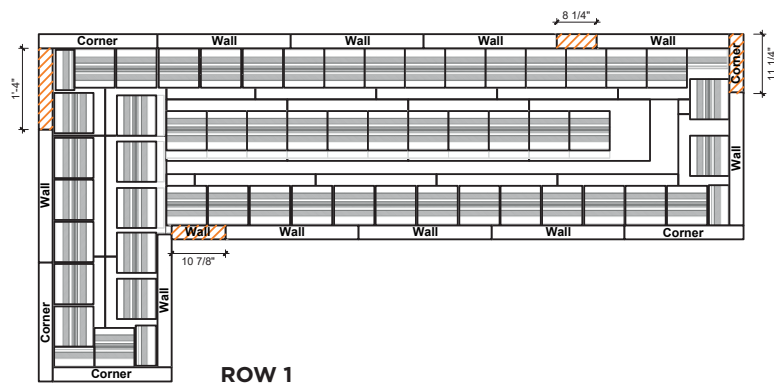 8 1/4"
Corner Wall Wall Wall Wall
Corner
11 1/4"
1'-4"
Wall
Wall
Wall Wall Wall Wall Corner
10 7/8"
Wall
Corner
Corner
ROW 1